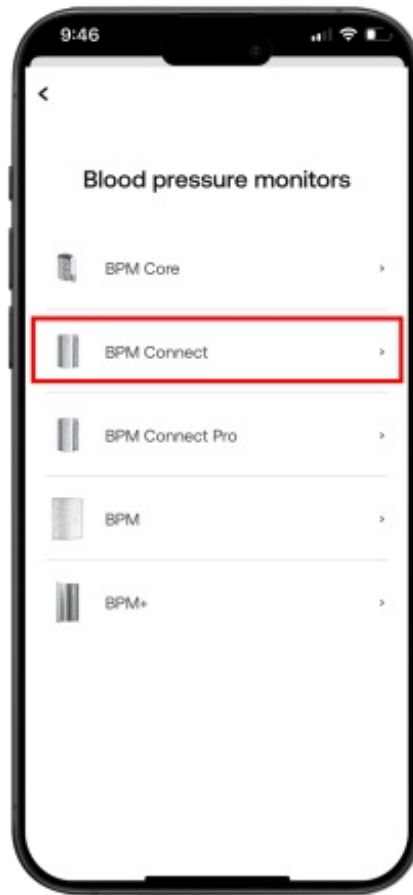 9:46
Blood pressure monitors
BPM Core
BPM Connect
BPM Connect Pro
BPM
BPM+